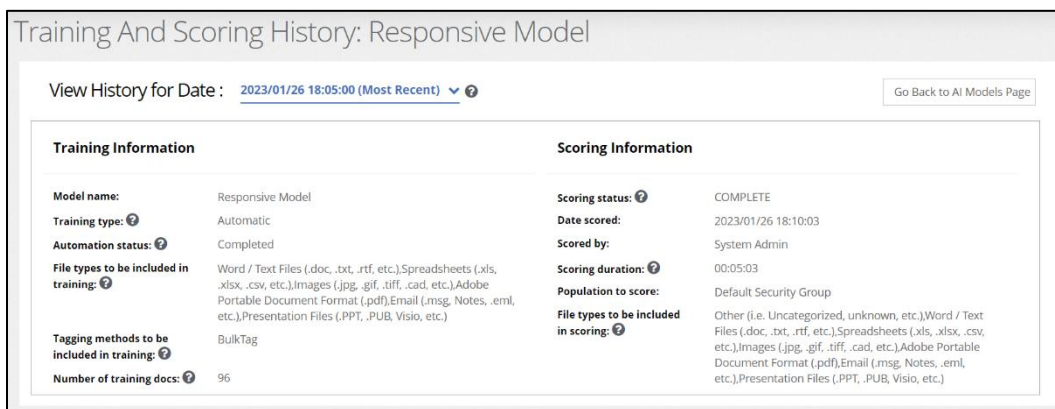 Training And Scoring History: Responsive Model
View History for Date : 2023/01/26 18:05:00 (Most Recent)
Go Back to AI Models Page
Training Information
Model name: Responsive Model
Training type: Automatic
Automation status: Completed
File types to be included in training: Word / Text Files (.doc, .txt, .rtf, etc.),Spreadsheets (.xls,
.xlsx, .csv, etc.),Images (.jpg, .gif, .tiff, .cad, etc.),Adobe
Portable Document Format (.pdf),Email (.msg, Notes, .eml,
etc.),Presentation Files (.PPT, .PUB, Visio, etc.)
Tagging methods to be included in training: BulkTag
Number of training docs: 96
Scoring Information
Scoring status: COMPLETE
Date scored: 2023/01/26 18:10:03
Scored by: System Admin
Scoring duration: 00:05:03
Population to score: Default Security Group
File types to be included in scoring: Other (i.e. Uncategorized, unknown, etc.),Word / Text
Files (.doc, .txt, .rtf, etc.),Spreadsheets (.xls, .xlsx, .csv,
etc.),Images (.jpg, .gif, .tiff, .cad, etc.),Adobe Portable
Document Format (.pdf),Email (.msg, Notes, .eml,
etc.),Presentation Files (.PPT, .PUB, Visio, etc.)